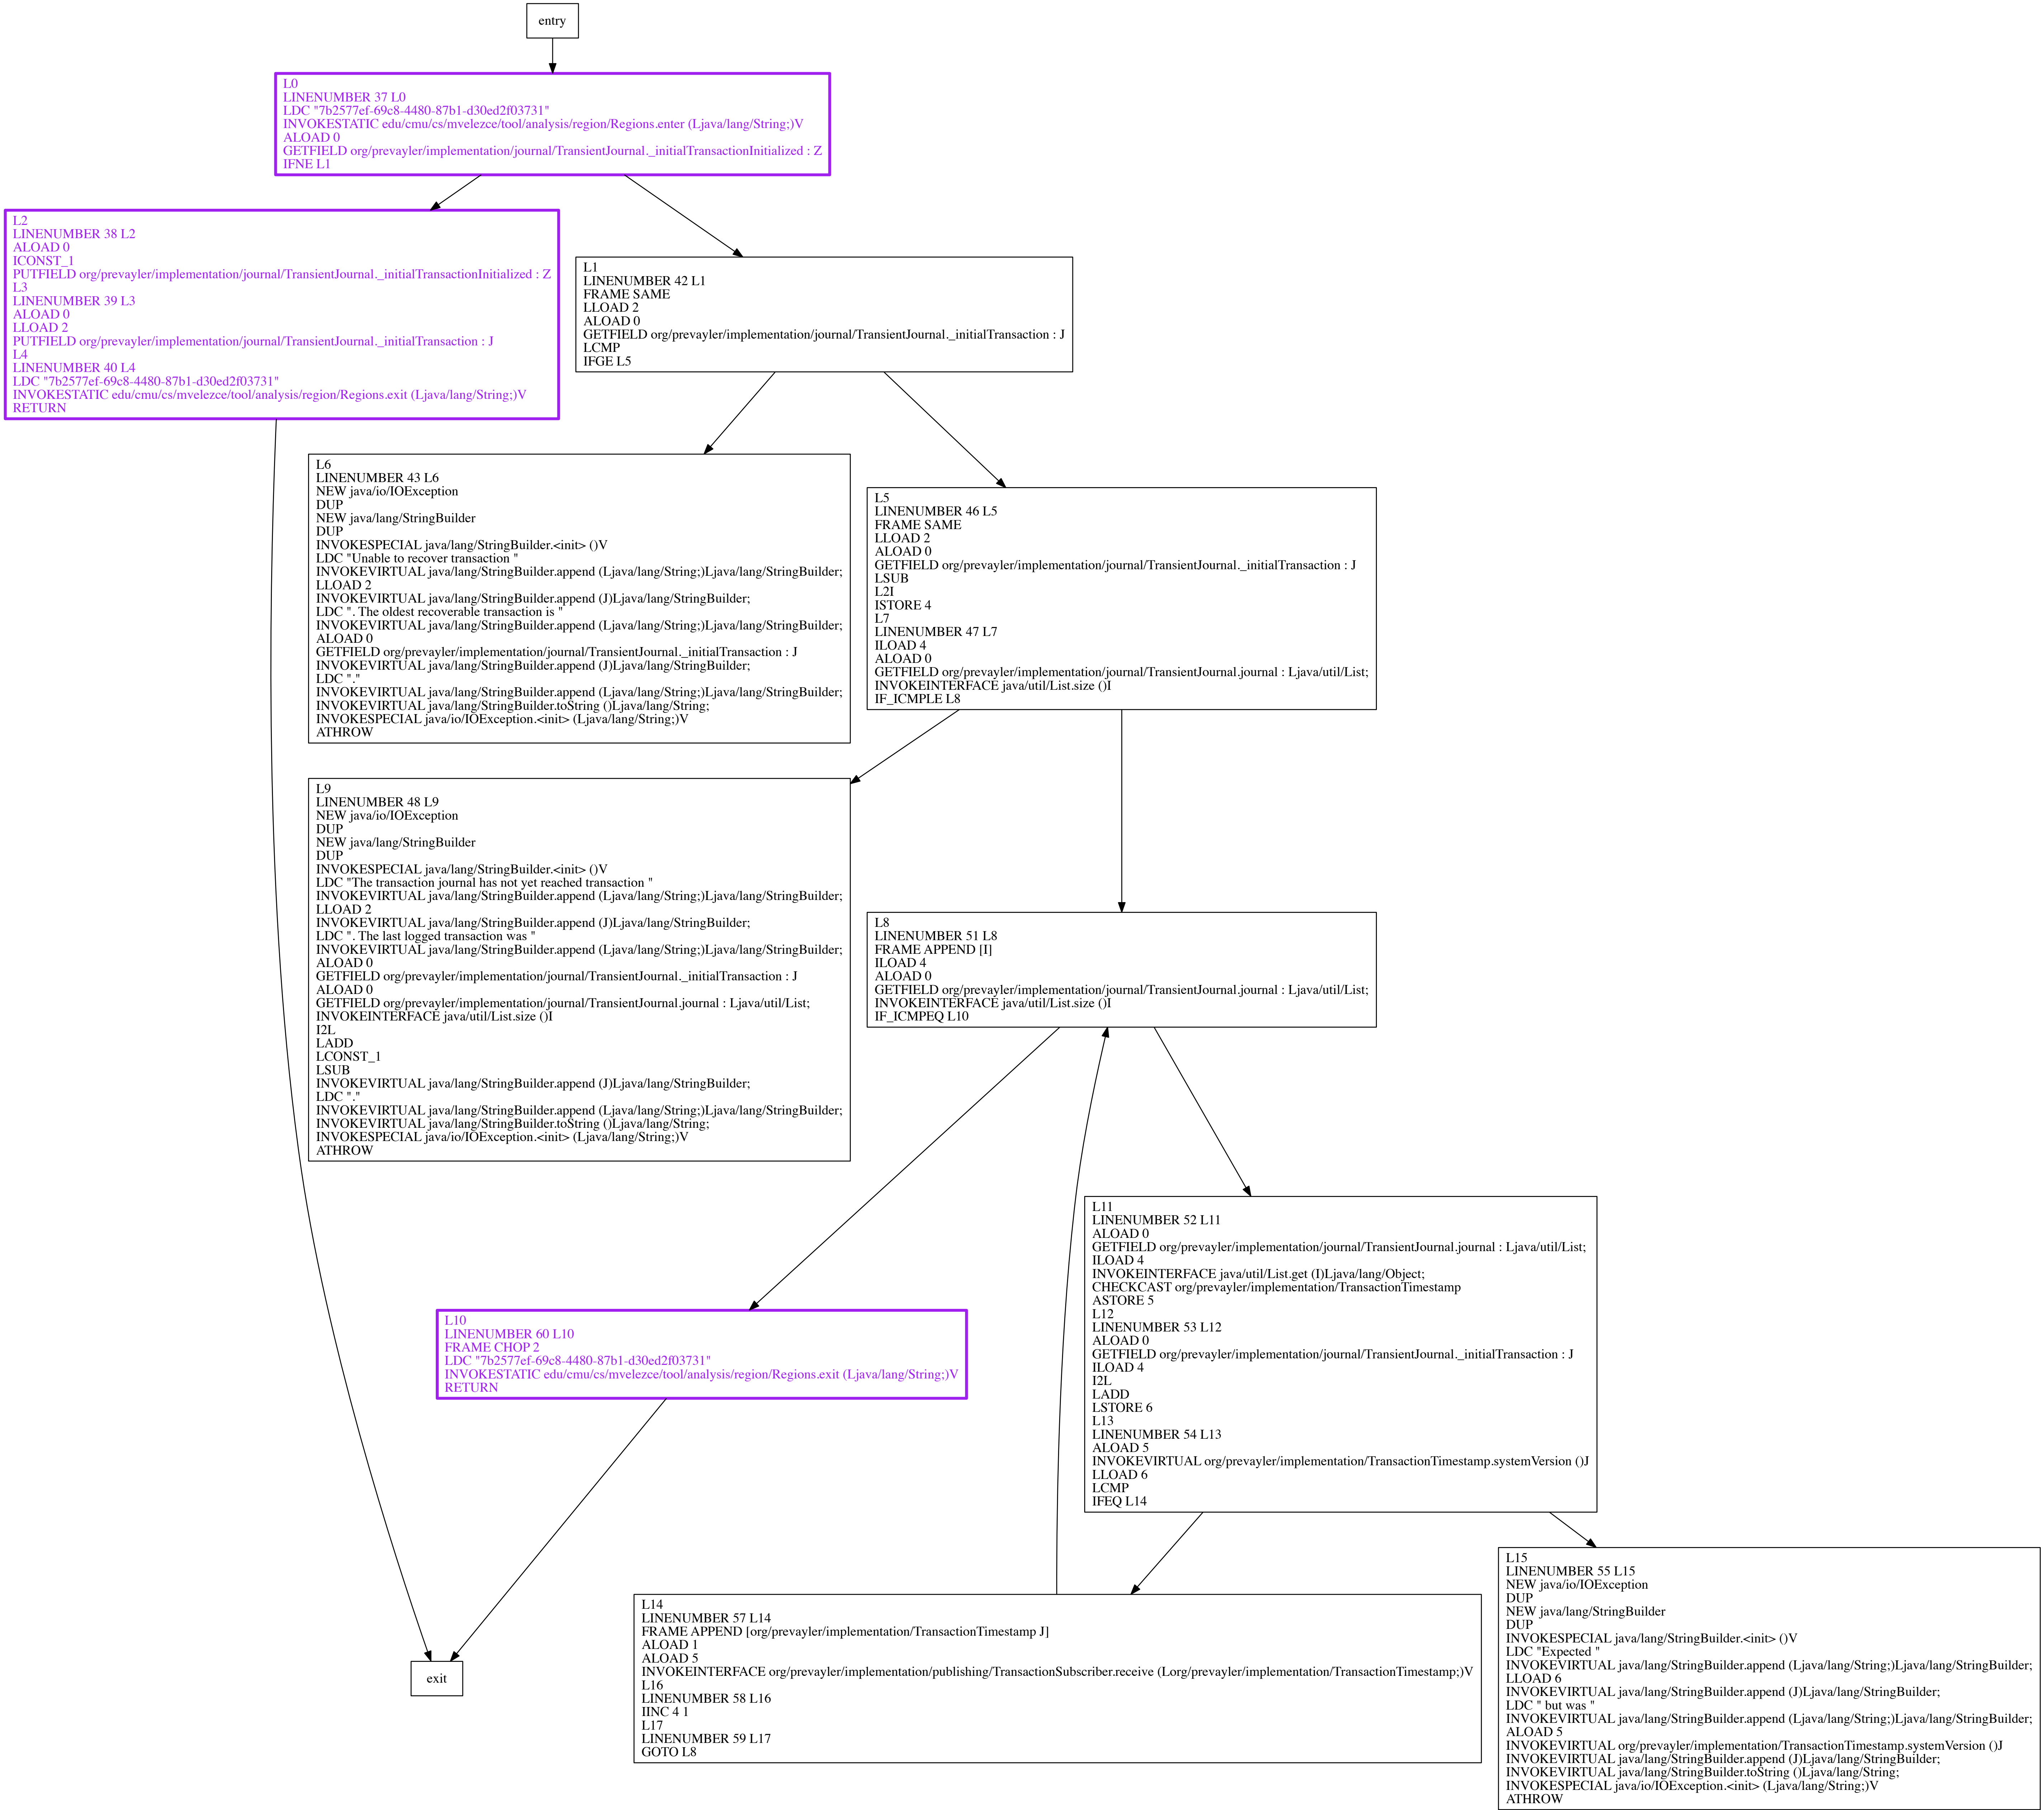 entry
L0
LINENUMBER 37 L0
LDC "7b2577ef-69c8-4480-87b1-d30ed2f03731"
INVOKESTATIC edu/cmu/cs/mvelezce/tool/analysis/region/Regions.enter (Ljava/lang/String;)V
ALOAD 0
GETFIELD org/prevayler/implementation/journal/TransientJournal._initialTransactionInitialized : Z
IFNE L1
L2
LINENUMBER 38 L2
ALOAD 0
ICONST_1
PUTFIELD org/prevayler/implementation/journal/TransientJournal._initialTransactionInitialized : Z
L3
LINENUMBER 39 L3
ALOAD 0
LLOAD 2
PUTFIELD org/prevayler/implementation/journal/TransientJournal._initialTransaction : J
L4
LINENUMBER 40 L4
LDC "7b2577ef-69c8-4480-87b1-d30ed2f03731"
INVOKESTATIC edu/cmu/cs/mvelezce/tool/analysis/region/Regions.exit (Ljava/lang/String;)V
RETURN
L1
LINENUMBER 42 L1
FRAME SAME
LLOAD 2
ALOAD 0
GETFIELD org/prevayler/implementation/journal/TransientJournal._initialTransaction : J
LCMP
IFGE L5
L6
LINENUMBER 43 L6
NEW java/io/IOException
DUP
NEW java/lang/StringBuilder
DUP
INVOKESPECIAL java/lang/StringBuilder.<init> ()V
LDC "Unable to recover transaction "
INVOKEVIRTUAL java/lang/StringBuilder.append (Ljava/lang/String;)Ljava/lang/StringBuilder;
LLOAD 2
INVOKEVIRTUAL java/lang/StringBuilder.append (J)Ljava/lang/StringBuilder;
LDC ". The oldest recoverable transaction is "
INVOKEVIRTUAL java/lang/StringBuilder.append (Ljava/lang/String;)Ljava/lang/StringBuilder;
ALOAD 0
GETFIELD org/prevayler/implementation/journal/TransientJournal._initialTransaction : J
INVOKEVIRTUAL java/lang/StringBuilder.append (J)Ljava/lang/StringBuilder;
LDC "."
INVOKEVIRTUAL java/lang/StringBuilder.append (Ljava/lang/String;)Ljava/lang/StringBuilder;
INVOKEVIRTUAL java/lang/StringBuilder.toString ()Ljava/lang/String;
INVOKESPECIAL java/io/IOException.<init> (Ljava/lang/String;)V
ATHROW
L5
LINENUMBER 46 L5
FRAME SAME
LLOAD 2
ALOAD 0
GETFIELD org/prevayler/implementation/journal/TransientJournal._initialTransaction : J
LSUB
L2I
ISTORE 4
L7
LINENUMBER 47 L7
ILOAD 4
ALOAD 0
GETFIELD org/prevayler/implementation/journal/TransientJournal.journal : Ljava/util/List;
INVOKEINTERFACE java/util/List.size ()I
IF_ICMPLE L8
L9
LINENUMBER 48 L9
NEW java/io/IOException
DUP
NEW java/lang/StringBuilder
DUP
INVOKESPECIAL java/lang/StringBuilder.<init> ()V
LDC "The transaction journal has not yet reached transaction "
INVOKEVIRTUAL java/lang/StringBuilder.append (Ljava/lang/String;)Ljava/lang/StringBuilder;
LLOAD 2
INVOKEVIRTUAL java/lang/StringBuilder.append (J)Ljava/lang/StringBuilder;
LDC ". The last logged transaction was "
INVOKEVIRTUAL java/lang/StringBuilder.append (Ljava/lang/String;)Ljava/lang/StringBuilder;
ALOAD 0
GETFIELD org/prevayler/implementation/journal/TransientJournal._initialTransaction : J
ALOAD 0
GETFIELD org/prevayler/implementation/journal/TransientJournal.journal : Ljava/util/List;
INVOKEINTERFACE java/util/List.size ()I
I2L
LADD
LCONST_1
LSUB
INVOKEVIRTUAL java/lang/StringBuilder.append (J)Ljava/lang/StringBuilder;
LDC "."
INVOKEVIRTUAL java/lang/StringBuilder.append (Ljava/lang/String;)Ljava/lang/StringBuilder;
INVOKEVIRTUAL java/lang/StringBuilder.toString ()Ljava/lang/String;
INVOKESPECIAL java/io/IOException.<init> (Ljava/lang/String;)V
ATHROW
L8
LINENUMBER 51 L8
FRAME APPEND [I]
ILOAD 4
ALOAD 0
GETFIELD org/prevayler/implementation/journal/TransientJournal.journal : Ljava/util/List;
INVOKEINTERFACE java/util/List.size ()I
IF_ICMPEQ L10
L11
LINENUMBER 52 L11
ALOAD 0
GETFIELD org/prevayler/implementation/journal/TransientJournal.journal : Ljava/util/List;
ILOAD 4
INVOKEINTERFACE java/util/List.get (I)Ljava/lang/Object;
CHECKCAST org/prevayler/implementation/TransactionTimestamp
ASTORE 5
L12
LINENUMBER 53 L12
ALOAD 0
GETFIELD org/prevayler/implementation/journal/TransientJournal._initialTransaction : J
ILOAD 4
I2L
LADD
LSTORE 6
L13
LINENUMBER 54 L13
ALOAD 5
INVOKEVIRTUAL org/prevayler/implementation/TransactionTimestamp.systemVersion ()J
LLOAD 6
LCMP
IFEQ L14
L10
LINENUMBER 60 L10
FRAME CHOP 2
LDC "7b2577ef-69c8-4480-87b1-d30ed2f03731"
INVOKESTATIC edu/cmu/cs/mvelezce/tool/analysis/region/Regions.exit (Ljava/lang/String;)V
RETURN
L15
LINENUMBER 55 L15
NEW java/io/IOException
DUP
NEW java/lang/StringBuilder
DUP
INVOKESPECIAL java/lang/StringBuilder.<init> ()V
LDC "Expected "
INVOKEVIRTUAL java/lang/StringBuilder.append (Ljava/lang/String;)Ljava/lang/StringBuilder;
LLOAD 6
INVOKEVIRTUAL java/lang/StringBuilder.append (J)Ljava/lang/StringBuilder;
LDC " but was "
INVOKEVIRTUAL java/lang/StringBuilder.append (Ljava/lang/String;)Ljava/lang/StringBuilder;
ALOAD 5
INVOKEVIRTUAL org/prevayler/implementation/TransactionTimestamp.systemVersion ()J
INVOKEVIRTUAL java/lang/StringBuilder.append (J)Ljava/lang/StringBuilder;
INVOKEVIRTUAL java/lang/StringBuilder.toString ()Ljava/lang/String;
INVOKESPECIAL java/io/IOException.<init> (Ljava/lang/String;)V
ATHROW
L14
LINENUMBER 57 L14
FRAME APPEND [org/prevayler/implementation/TransactionTimestamp J]
ALOAD 1
ALOAD 5
INVOKEINTERFACE org/prevayler/implementation/publishing/TransactionSubscriber.receive (Lorg/prevayler/implementation/TransactionTimestamp;)V
L16
LINENUMBER 58 L16
IINC 4 1
L17
LINENUMBER 59 L17
GOTO L8
exit